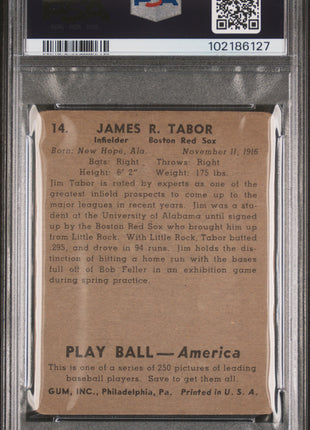 PSA
102186127
14. JAMES R. TABOR
Infielder Boston Red Sox
Born: New Hope, Ala. November 11, 1916
Bats: Right Throws: Right
Height: 6' 2" Weight: 175 lbs.
Jim Tabor is rated by experts as one of the
greatest infield prospects to come up to the
major leagues in recent years. Jim was a stu-
dent at the University of Alabama until signed
up by the Boston Red Sox who brought him up
from Little Rock. With Little Rock, Tabor batted
.295, and drove in 94 runs. Jim holds the dis-
tinction of hitting a home run with the bases
full off of Bob Feller in an exhibition game
during spring practice.
PLAY BALL — America
This is one of a series of 250 pictures of leading
baseball players. Save to get them all.
GUM, INC., Philadelphia, Pa. Printed in U. S. A.